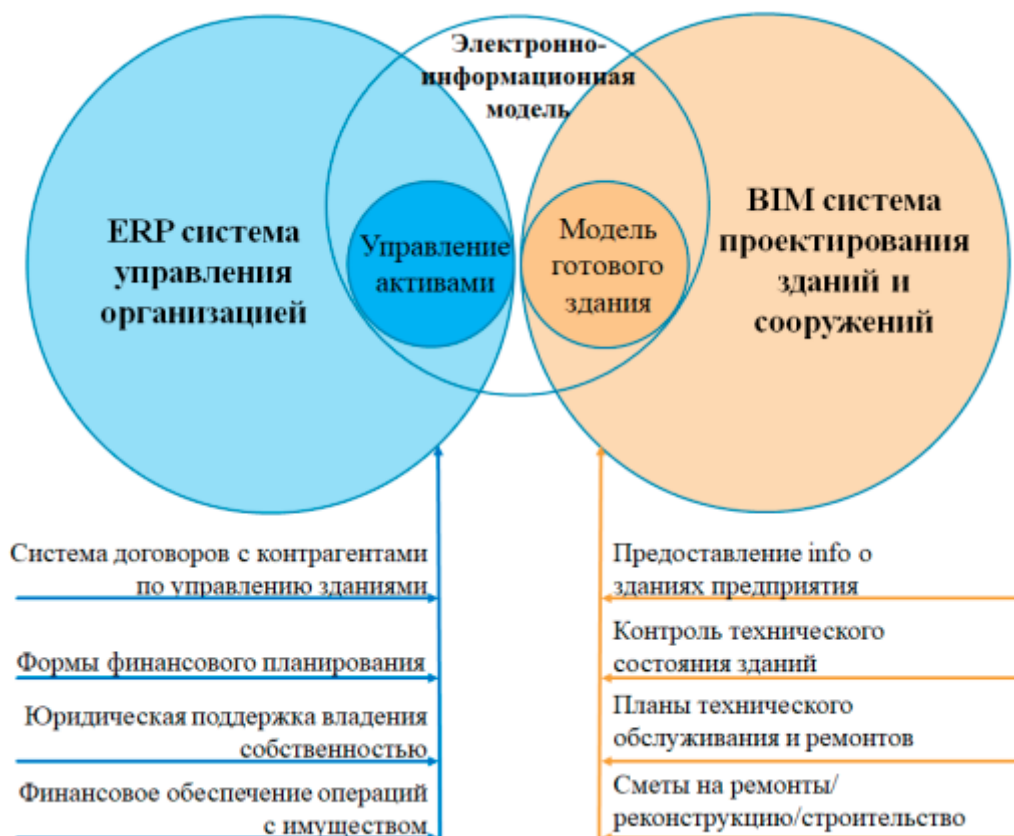 Электронно-
информационная
модель
ERP система
управления
организацией
Управление
активами
Модель
готового
здания
BIM система
проектирования
зданий и
сооружений
Система договоров с контрагентами
по управлению зданиями
Формы финансового планирования
Юридическая поддержка владения
собственностью
Финансовое обеспечение операций
с имуществом
Предоставление info о
зданиях предприятия
Контроль технического
состояния зданий
Планы технического
обслуживания и ремонтов
Сметы на ремонты/
реконструкцию/строительство